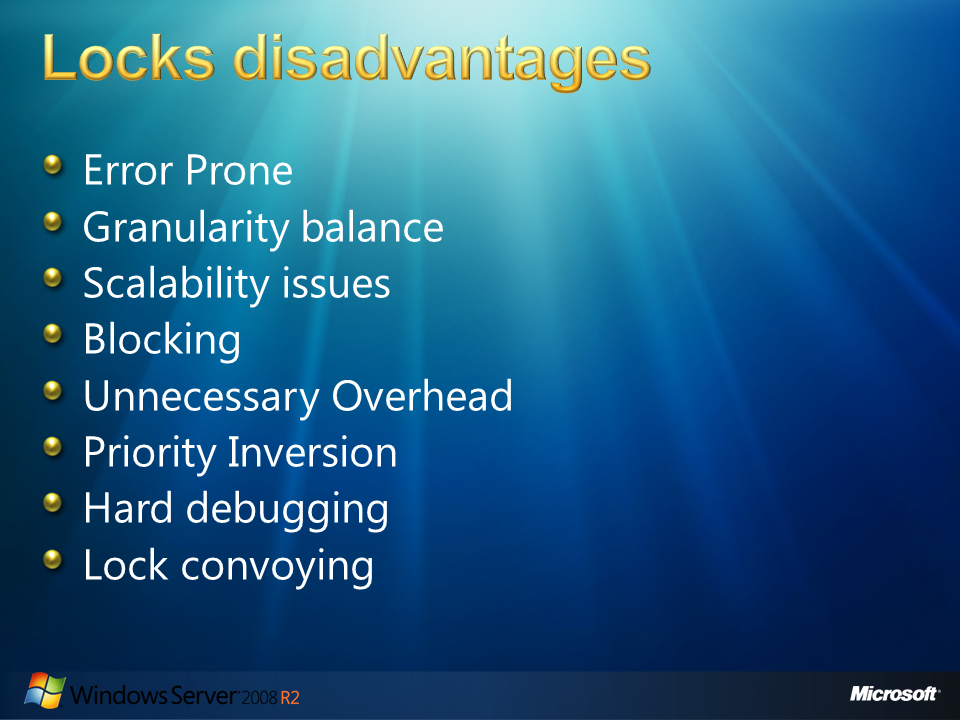 Locks disadvantages
Error Prone
Granularity balance
Scalability issues
Blocking
Unnecessary Overhead
Priority Inversion
Hard debugging
Lock convoying
Windows Server 2008 R2
Microsoft